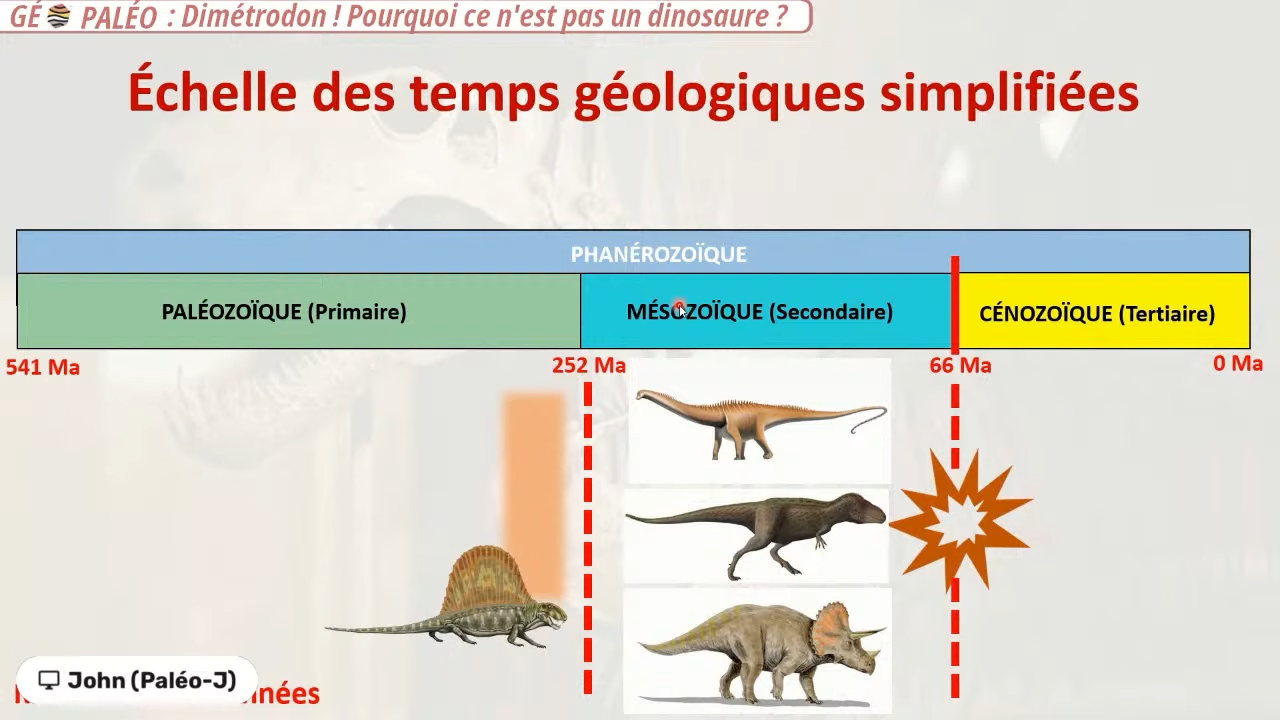 GÉ PALÉO : Dimétrodon ! Pourquoi ce n'est pas un dinosaure ?
Échelle des temps géologiques simplifiées
PHANÉROZOÏQUE
PALÉOZOÏQUE (Primaire) MÉSOZOÏQUE (Secondaire) CÉNOZOÏQUE (Tertiaire)
541 Ma 252 Ma 66 Ma 0 Ma
John (Paléo-J)